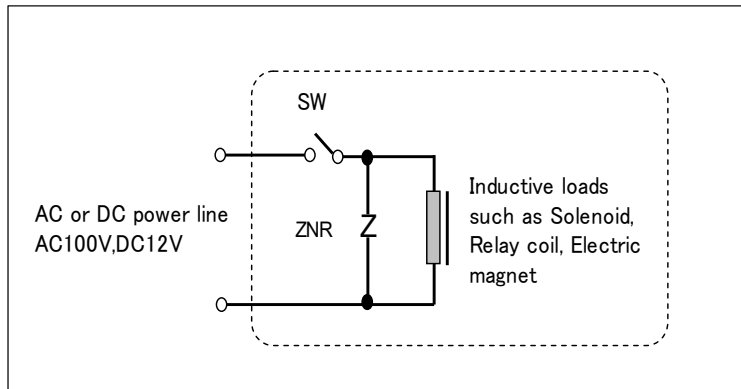 SW
AC or DC power line
AC100V,DC12V
ZNR
Z
Inductive loads
such as Solenoid,
Relay coil, Electric
magnet